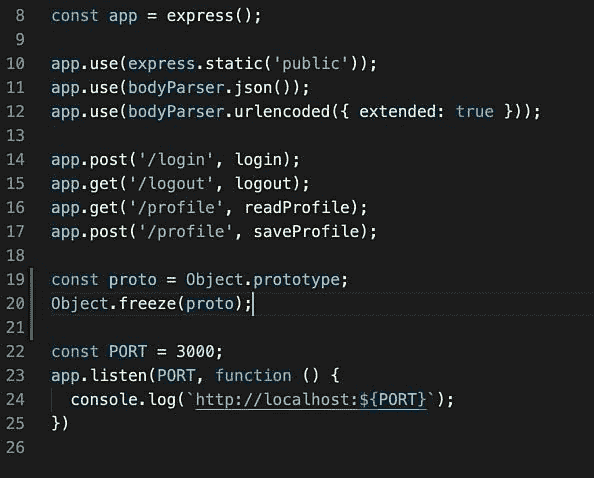 8 const app = express();
9
10 app.use(express.static('public'));
11 app.use(bodyParser.json());
12 app.use(bodyParser.urlencoded({ extended: true }));
13
14 app.post('/login', login);
15 app.get('/logout', logout);
16 app.get('/profile', readProfile);
17 app.post('/profile', saveProfile);
18
19 const proto = Object.prototype;
20 Object.freeze(proto);
21
22 const PORT = 3000;
23 app.listen(PORT, function () {
24   console.log(`http://localhost:${PORT}`);
25 })
26